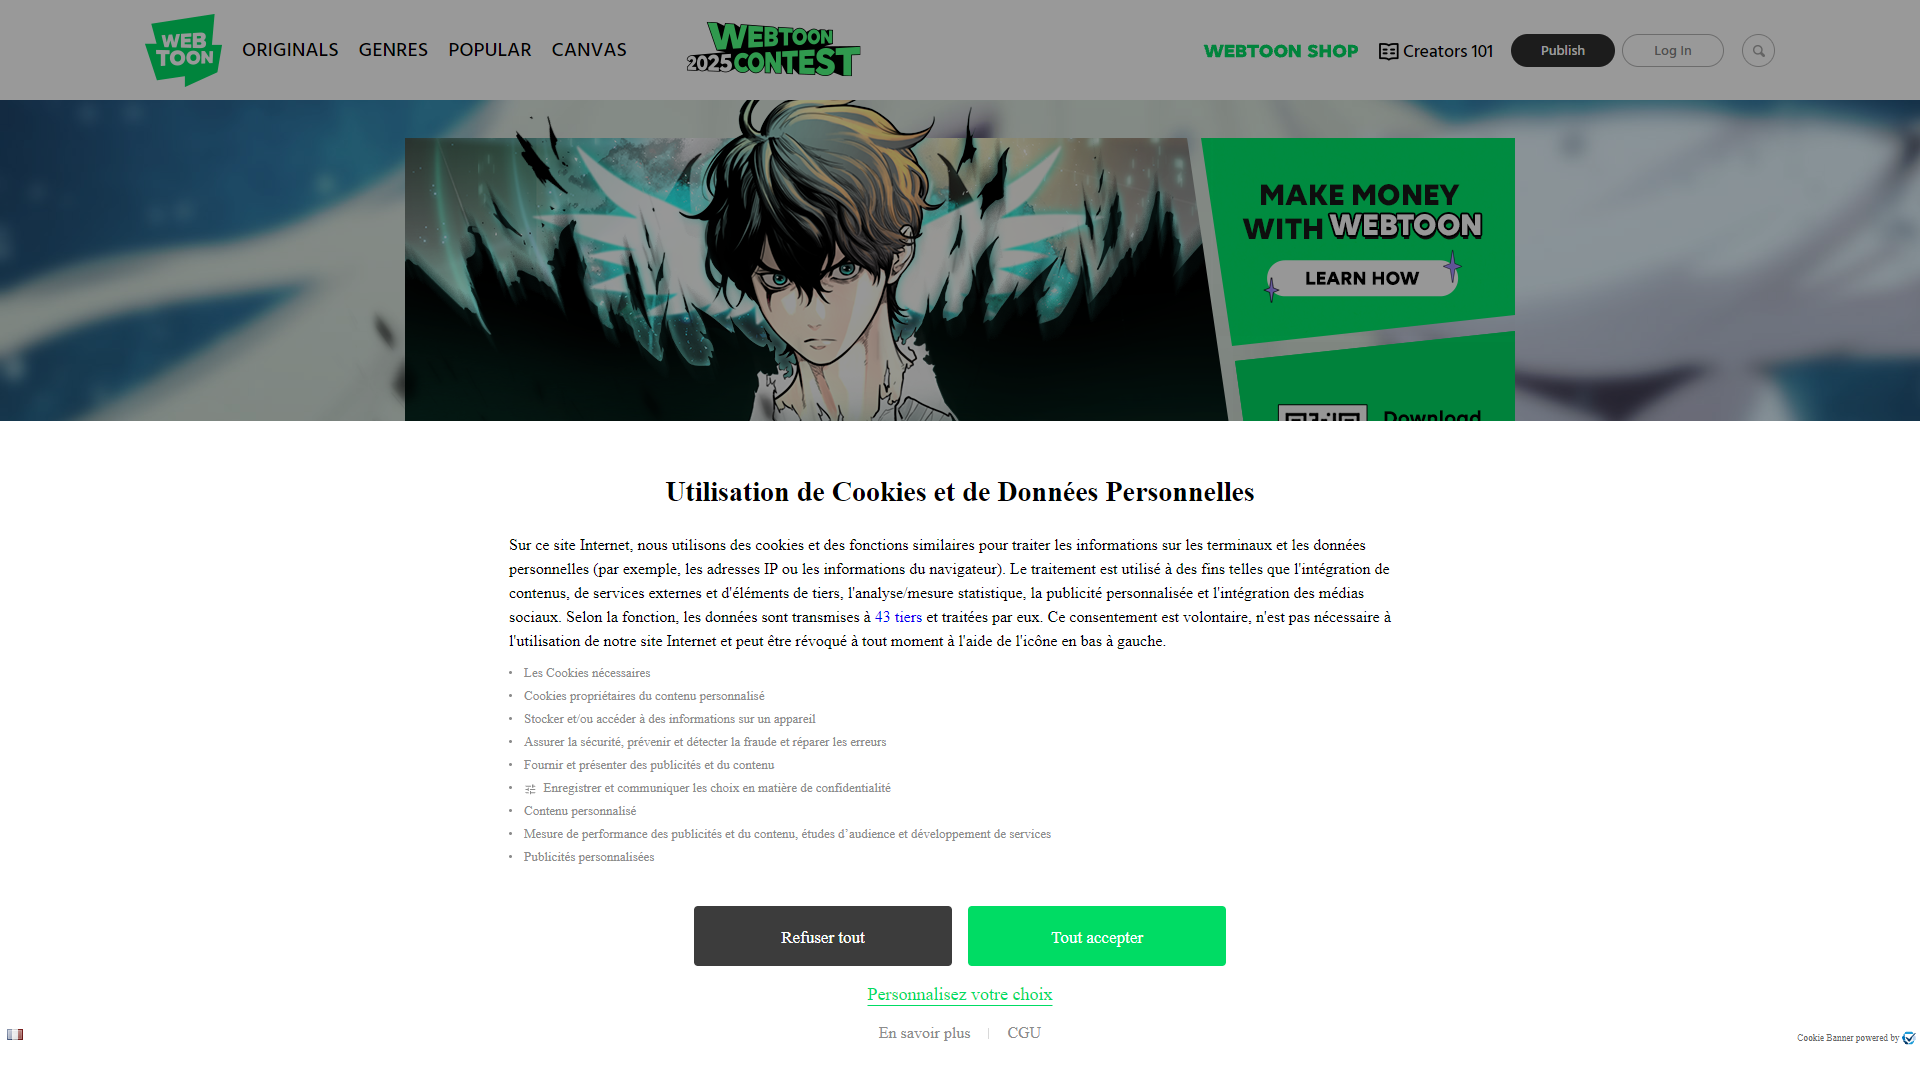 WEB
TOON
ORIGINALS
GENRES
POPULAR
CANVAS
WEBTOON
2025 CONTEST
WEBTOON SHOP
Creators 101
Publish
Log In
MAKE MONEY
WITH WEBTOON
LEARN HOW
Download
Utilisation de Cookies et de Données Personnelles
Sur ce site Internet, nous utilisons des cookies et des fonctions similaires pour traiter les informations sur les terminaux et les données
personnelles (par exemple, les adresses IP ou les informations du navigateur). Le traitement est utilisé à des fins telles que l'intégration de
contenus, de services externes et d'éléments de tiers, l'analyse/mesure statistique, la publicité personnalisée et l'intégration des médias
sociaux. Selon la fonction, les données sont transmises à 43 tiers et traitées par eux. Ce consentement est volontaire, n'est pas nécessaire à
l'utilisation de notre site Internet et peut être révoqué à tout moment à l'aide de l'icône en bas à gauche.
• Les Cookies nécessaires
• Cookies propriétaires du contenu personnalisé
• Stocker et/ou accéder à des informations sur un appareil
• Assurer la sécurité, prévenir et détecter la fraude et réparer les erreurs
• Fournir et présenter des publicités et du contenu
• Enregistrer et communiquer les choix en matière de confidentialité
• Contenu personnalisé
• Mesure de performance des publicités et du contenu, études d’audience et développement de services
• Publicités personnalisées
Refuser tout
Tout accepter
Personnalisez votre choix
En savoir plus
CGU
Cookie Banner powered by